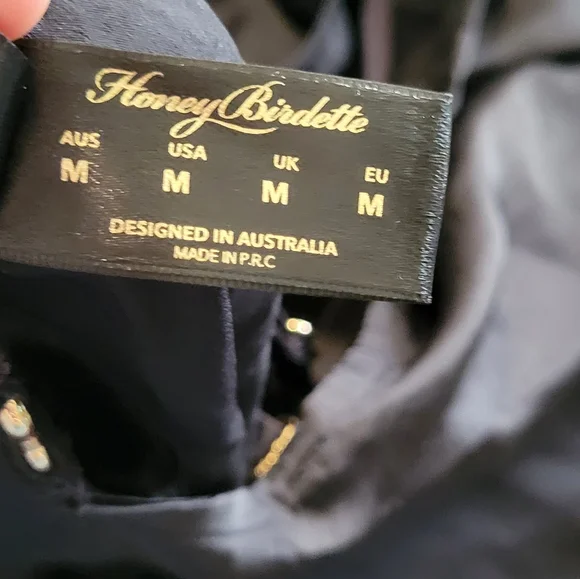 Honey Birdette
AUS USA UK EU
M M M M
DESIGNED IN AUSTRALIA
MADE IN P.R.C